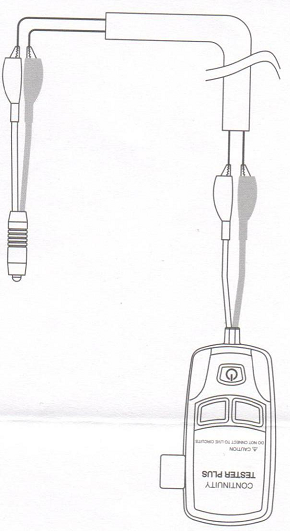 CONTINUITY
TESTER PLUS
⚠ CAUTION
DO NOT CONNECT TO LIVE CIRCUITS